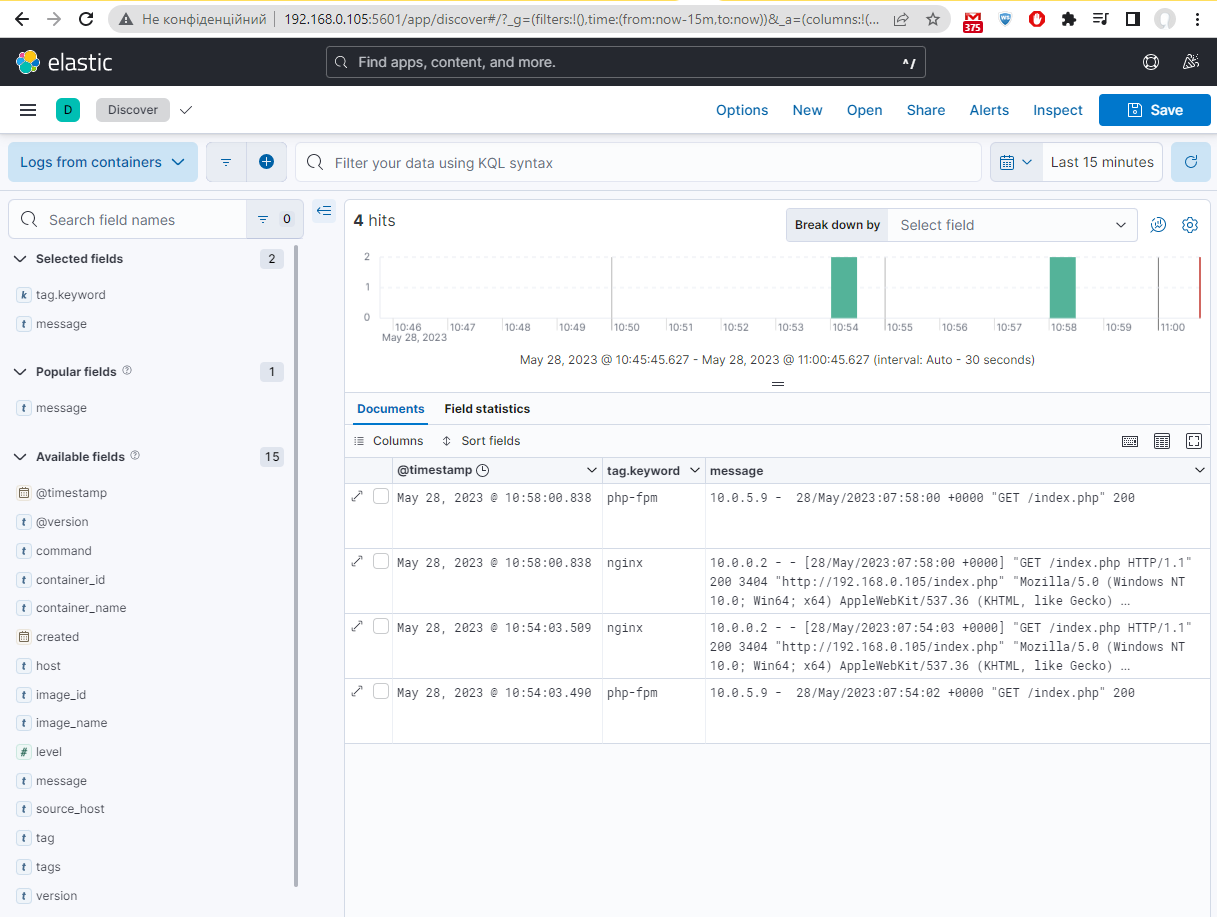 Не конфіденційний
192.168.0.105:5601/app/discover#/?_g=(filters:!(),time:(from:now-15m,to:now))&_a=(columns:!(...
375
elastic
Find apps, content, and more.
^/
D
Discover
Options
New
Open
Share
Alerts
Inspect
Save
Logs from containers
Filter your data using KQL syntax
Last 15 minutes
Search field names
0
Selected fields
2
k tag.keyword
t message
Popular fields
1
t message
Available fields
15
@timestamp
t @version
t command
t container_id
t container_name
created
t host
t image_id
t image_name
# level
t message
t source_host
t tag
t tags
t version
4 hits
Break down by
Select field
2
1
0
10:46
10:47
10:48
10:49
10:50
10:51
10:52
10:53
10:54
10:55
10:56
10:57
10:58
10:59
11:00
May 28, 2023
May 28, 2023 @ 10:45:45.627 - May 28, 2023 @ 11:00:45.627 (interval: Auto - 30 seconds)
Documents
Field statistics
Columns
Sort fields
@timestamp
tag.keyword
message
May 28, 2023 @ 10:58:00.838
php-fpm
10.0.5.9 -  28/May/2023:07:58:00 +0000 "GET /index.php" 200
May 28, 2023 @ 10:58:00.838
nginx
10.0.0.2 - - [28/May/2023:07:58:00 +0000] "GET /index.php HTTP/1.1"
200 3404 "http://192.168.0.105/index.php" "Mozilla/5.0 (Windows NT
10.0; Win64; x64) AppleWebKit/537.36 (KHTML, like Gecko) ...
May 28, 2023 @ 10:54:03.509
nginx
10.0.0.2 - - [28/May/2023:07:54:03 +0000] "GET /index.php HTTP/1.1"
200 3404 "http://192.168.0.105/index.php" "Mozilla/5.0 (Windows NT
10.0; Win64; x64) AppleWebKit/537.36 (KHTML, like Gecko) ...
May 28, 2023 @ 10:54:03.490
php-fpm
10.0.5.9 -  28/May/2023:07:54:02 +0000 "GET /index.php" 200